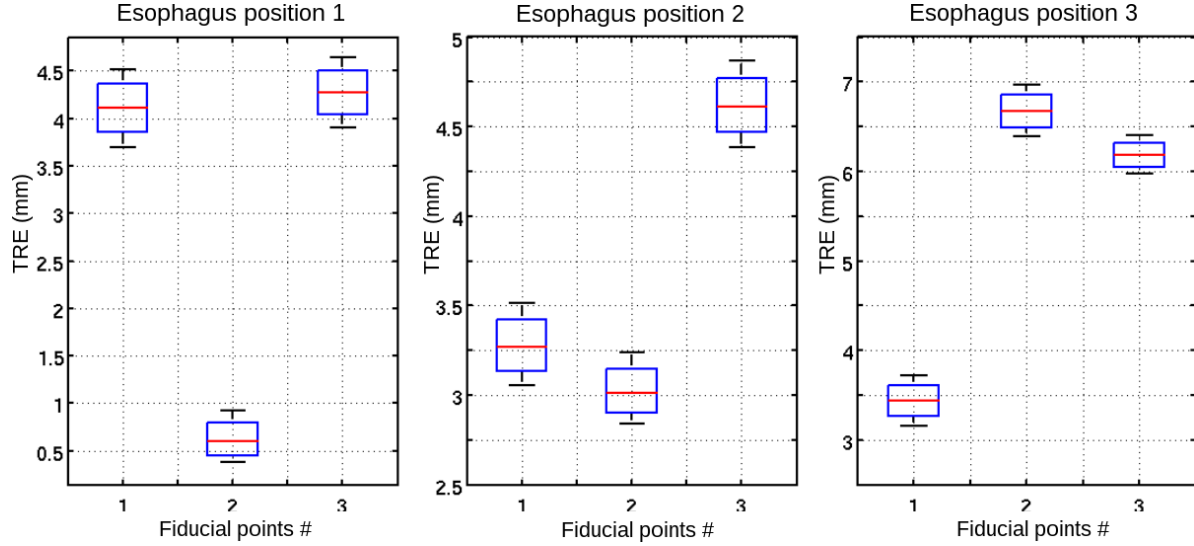 Esophagus position 1
TRE (mm)
4.5
4
3.5
3
2.5
2
1.5
1
0.5
1 2 3
Fiducial points #
Esophagus position 2
TRE (mm)
5
4.5
4
3.5
3
2.5
1 2 3
Fiducial points #
Esophagus position 3
TRE (mm)
7
6
5
4
3
1 2 3
Fiducial points #